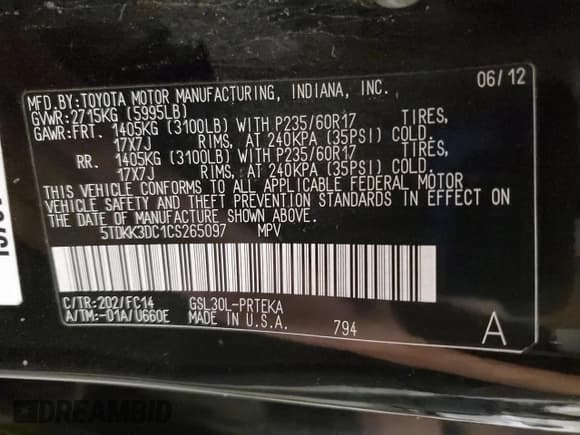 06/12
MFD.BY:TOYOTA MOTOR MANUFACTURING, INDIANA, INC.
GVWR:2715KG (5995LB)
GAWR:FRT. 1405KG (3100LB) WITH P235/60R17 TIRES,
17X7J RIMS, AT 240KPA (35PSI) COLD.
RR. 1405KG (3100LB) WITH P235/60R17 TIRES,
17X7J RIMS, AT 240KPA (35PSI) COLD.
THIS VEHICLE CONFORMS TO ALL APPLICABLE FEDERAL MOTOR
VEHICLE SAFETY AND THEFT PREVENTION STANDARDS IN EFFECT ON
THE DATE OF MANUFACTURE SHOWN ABOVE.
5TDKK3DC1CS265097 MPV
C/TR:202/FC14 GSL30L-PRTEKA
A/TM:-01A/U660E MADE IN U.S.A. 794 A
DREAMBID